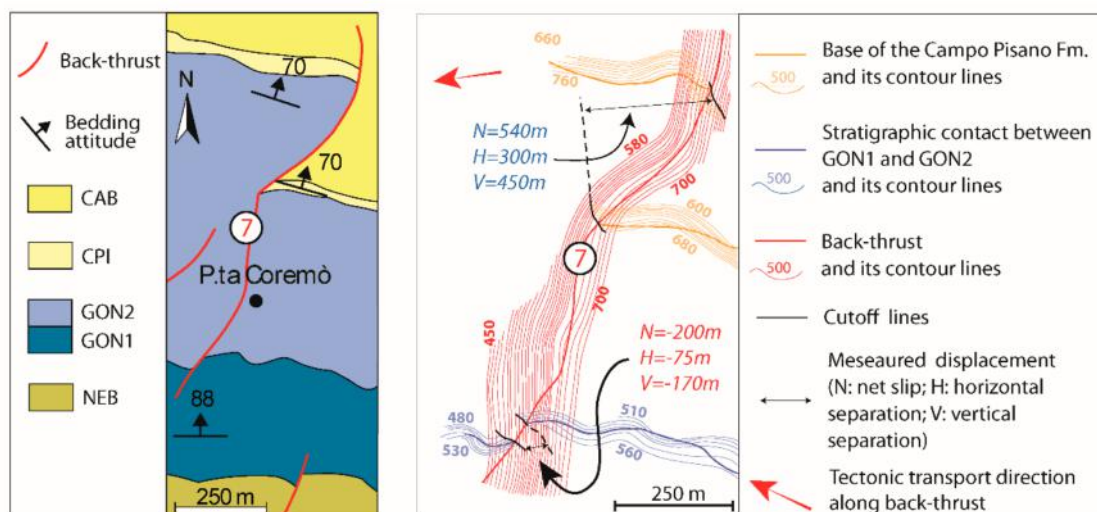 Back-thrust
N
Bedding
attitude
CAB
CPI
GON2
GON1
NEB
70
70
7
P.ta Coremò
88
250 m
660
760
N=540m
H=300m
V=450m
580
700
600
680
7
700
450
N=-200m
H=-75m
V=-170m
480
530
510
560
250 m
Base of the Campo Pisano Fm.
500
and its contour lines
Stratigraphic contact between
GON1 and GON2
500
and its contour lines
Back-thrust
500
and its contour lines
Cutoff lines
Meseaured displacement
(N: net slip; H: horizontal
separation; V: vertical
separation)
Tectonic transport direction
along back-thrust